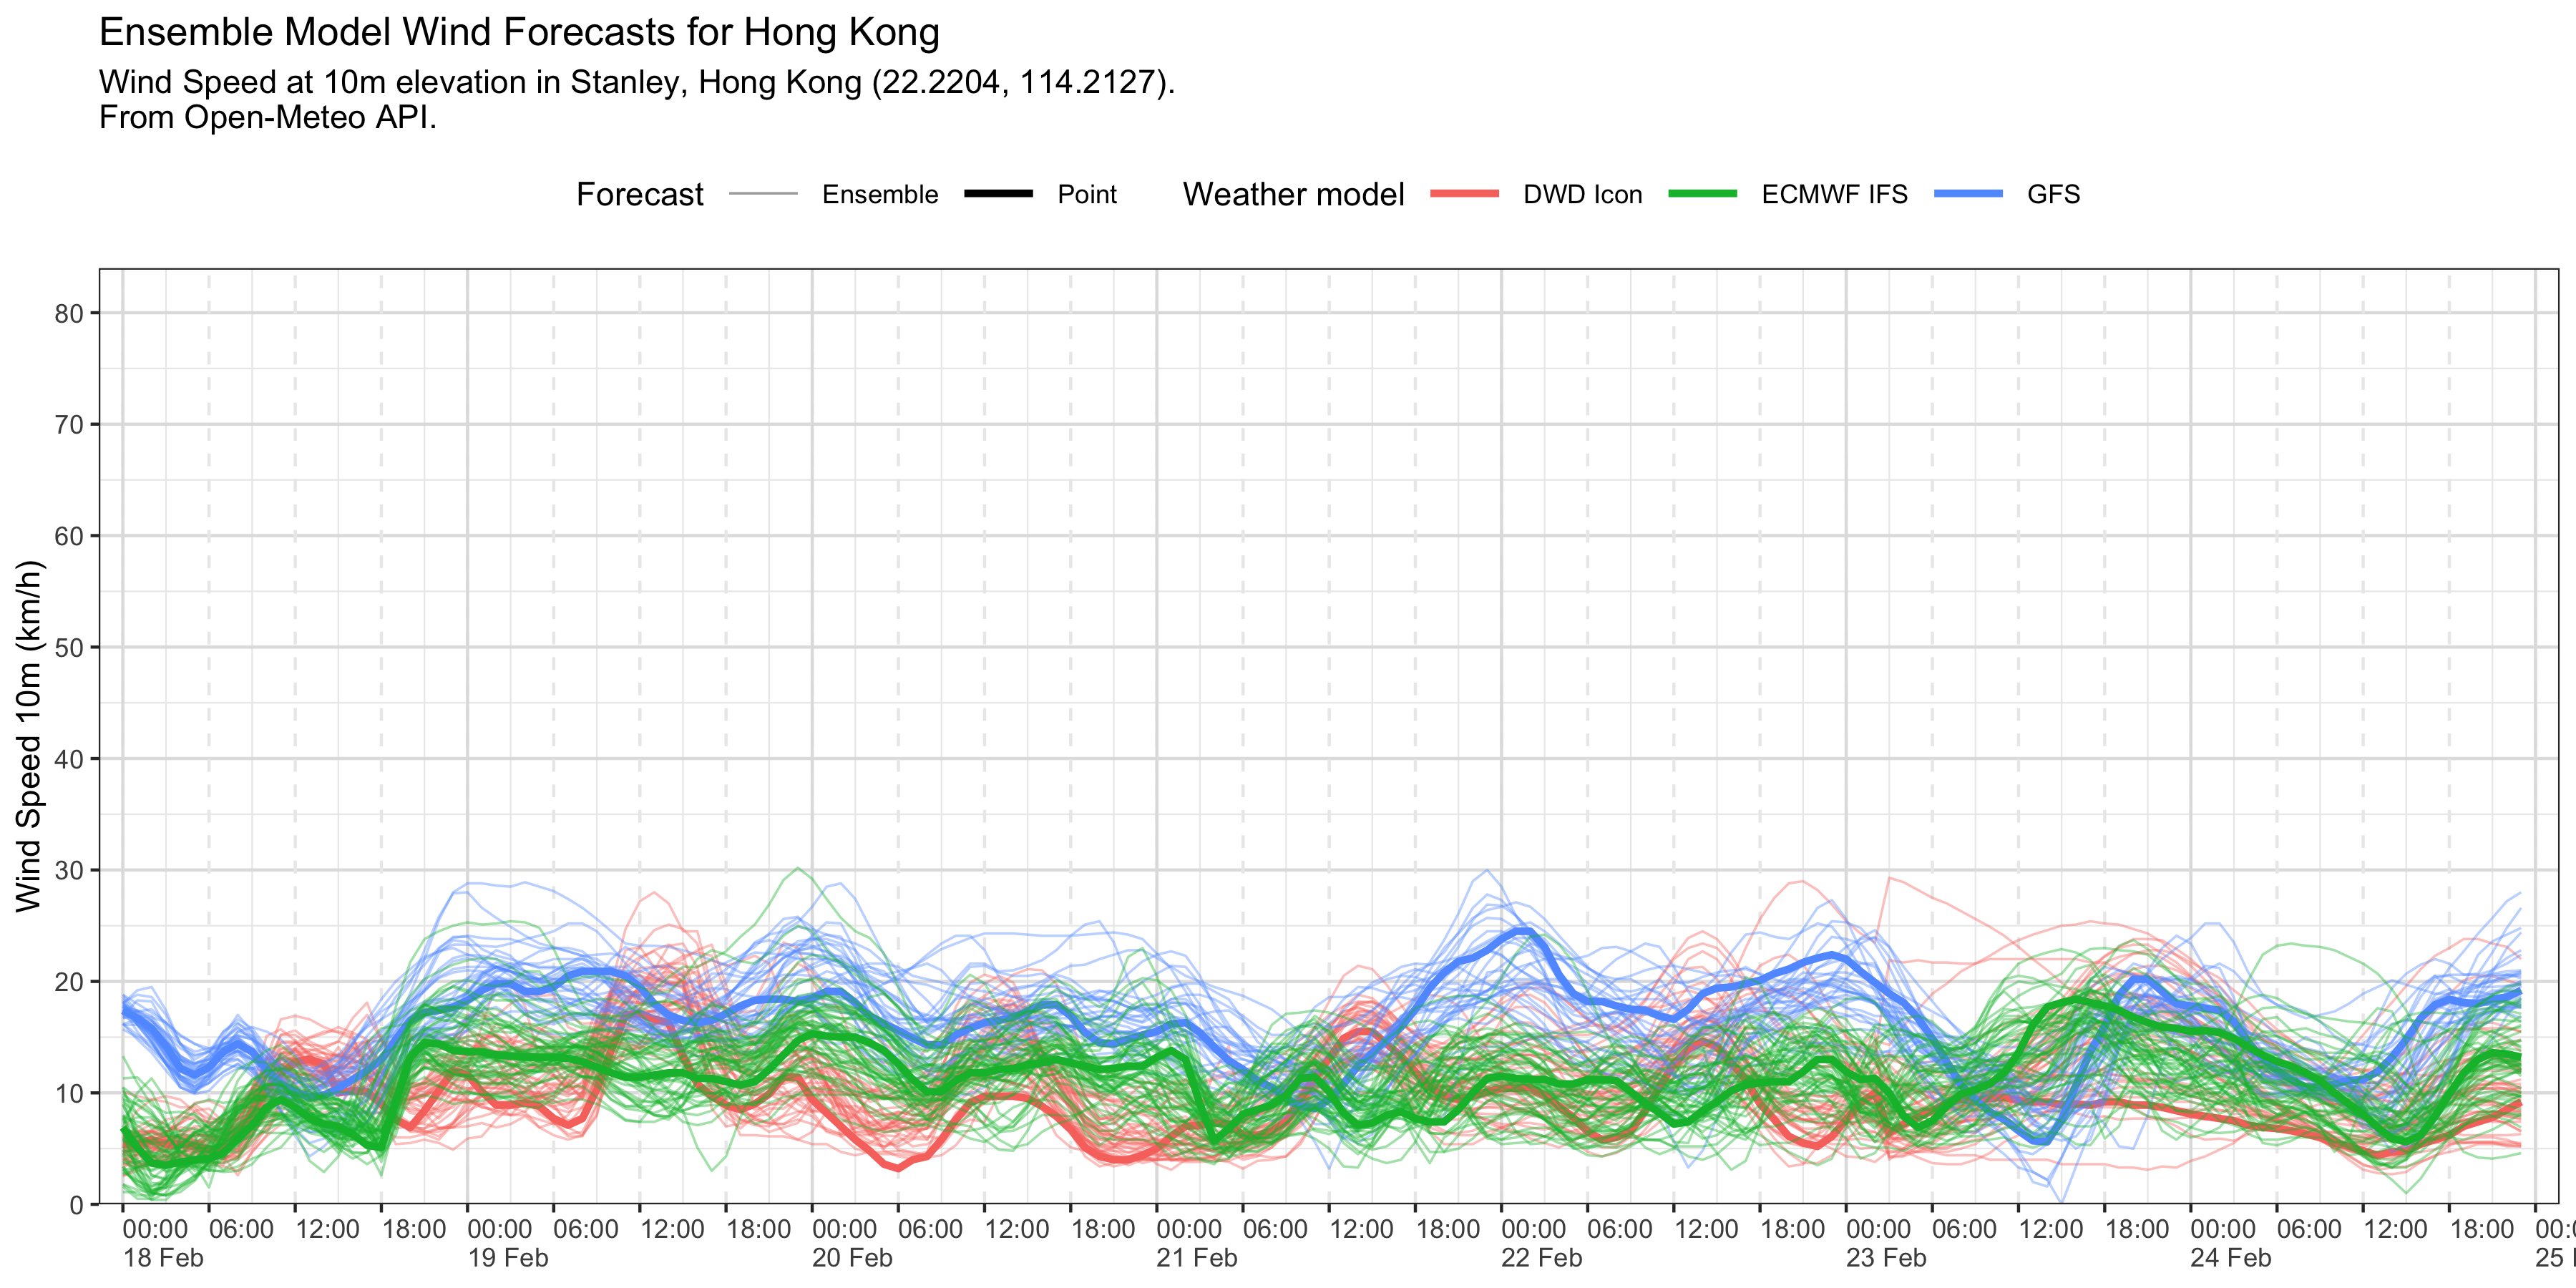 Ensemble Model Wind Forecasts for Hong Kong
Wind Speed at 10m elevation in Stanley, Hong Kong (22.2204, 114.2127).
From Open-Meteo API.
Forecast Ensemble Point Weather model DWD Icon ECMWF IFS GFS
Wind Speed 10m (km/h)
80
70
60
50
40
30
20
10
0
00:00 06:00 12:00 18:00 00:00 06:00 12:00 18:00 00:00 06:00 12:00 18:00 00:00 06:00 12:00 18:00 00:00 06:00 12:00 18:00 00:00 06:00 12:00 18:00 00:00 06:00 12:00 18:00
18 Feb 19 Feb 20 Feb 21 Feb 22 Feb 23 Feb 24 Feb 25